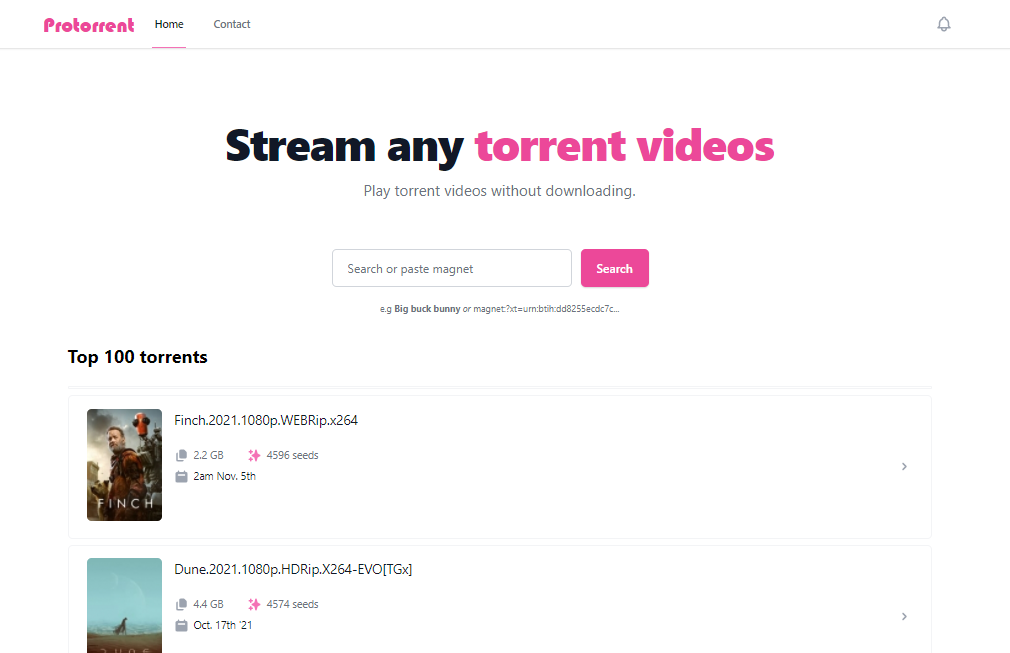 Protorrent
Home
Contact
Stream any torrent videos
Play torrent videos without downloading.
Search or paste magnet
Search
e.g Big buck bunny or magnet:?xt=urn:btih:dd8255ecdc7c...
Top 100 torrents
Finch.2021.1080p.WEBRip.x264
2.2 GB
4596 seeds
2am Nov. 5th
FINCH
Dune.2021.1080p.HDRip.X264-EVO[TGx]
4.4 GB
4574 seeds
Oct. 17th '21